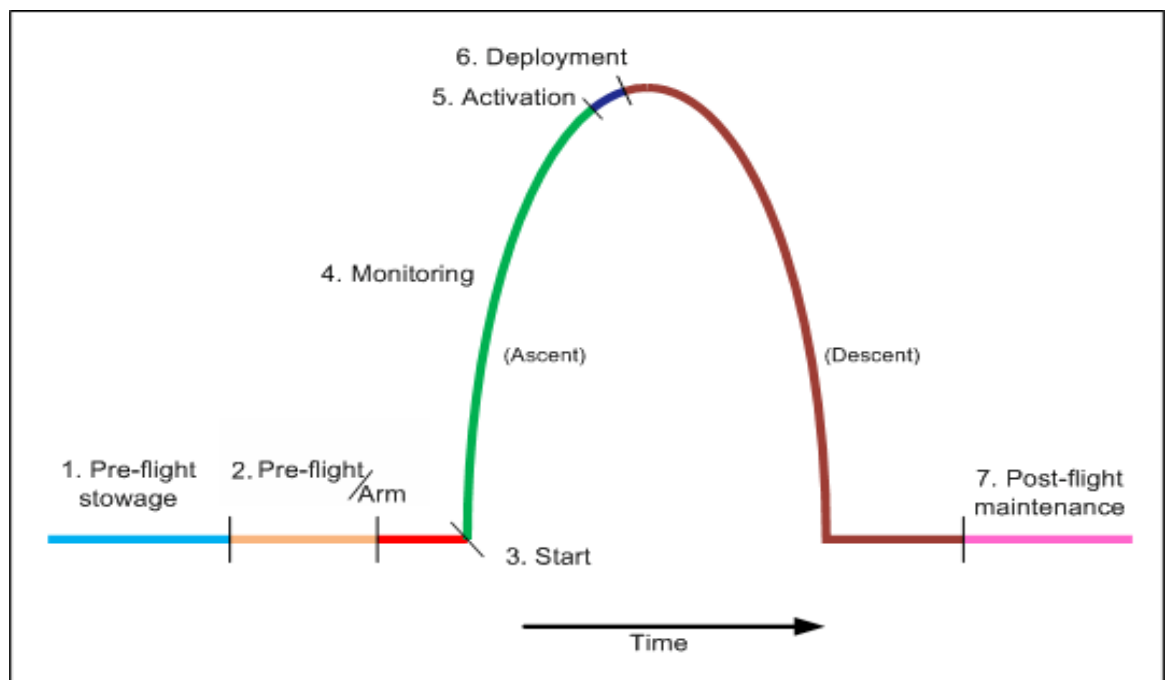 6. Deployment
5. Activation
4. Monitoring
(Ascent)
(Descent)
1. Pre-flight
stowage
2. Pre-flight
/Arm
7. Post-flight
maintenance
3. Start
Time